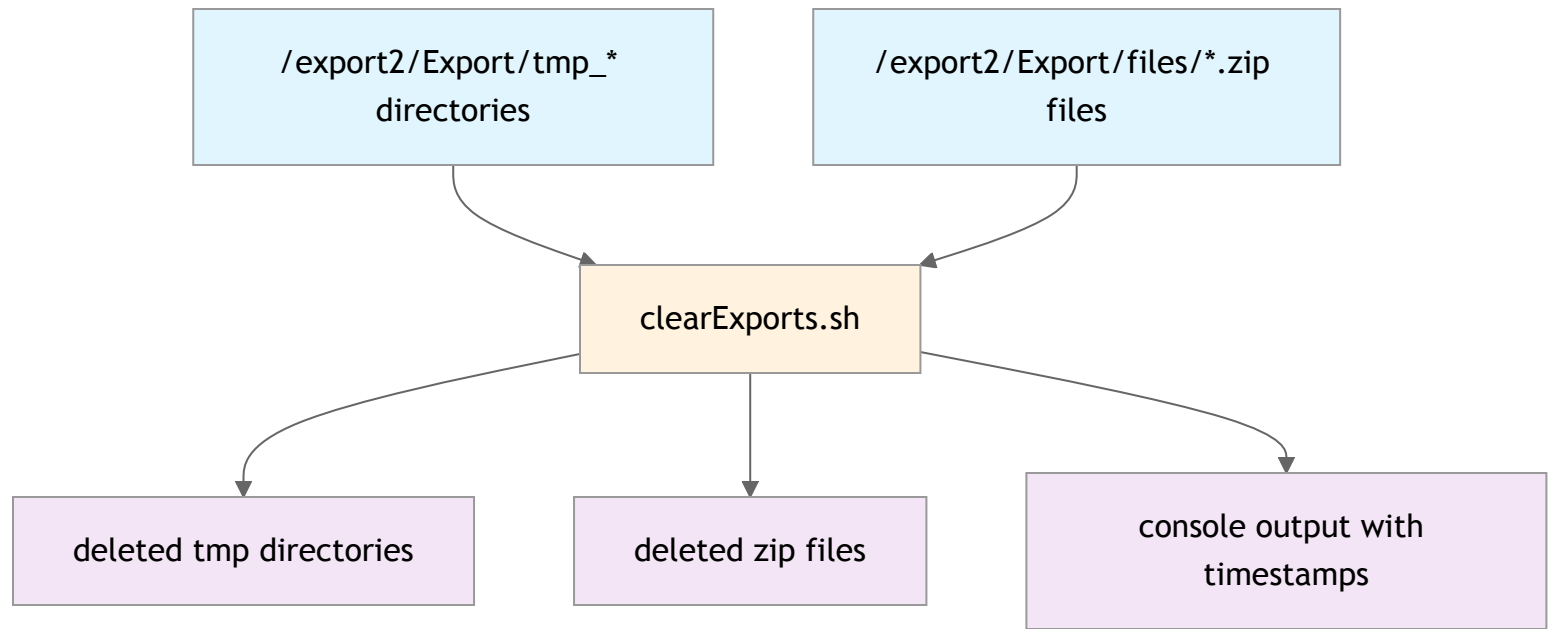 /export2/Export/tmp_*
directories
/export2/Export/files/*.zip
files
clearExports.sh
deleted tmp directories
deleted zip files
console output with
timestamps